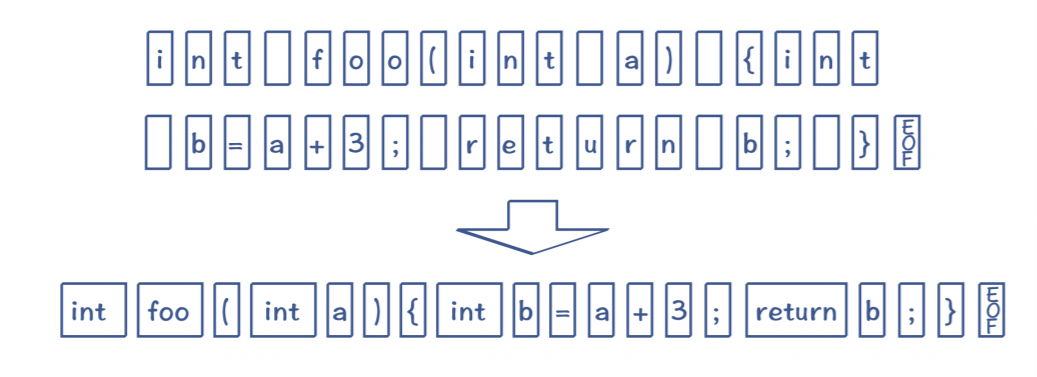 i n t   f o o ( i n t   a )   { i n t
  b = a + 3 ;   r e t u r n   b ;   } EOF
int foo ( int a ) { int b = a + 3 ; return b ; } EOF